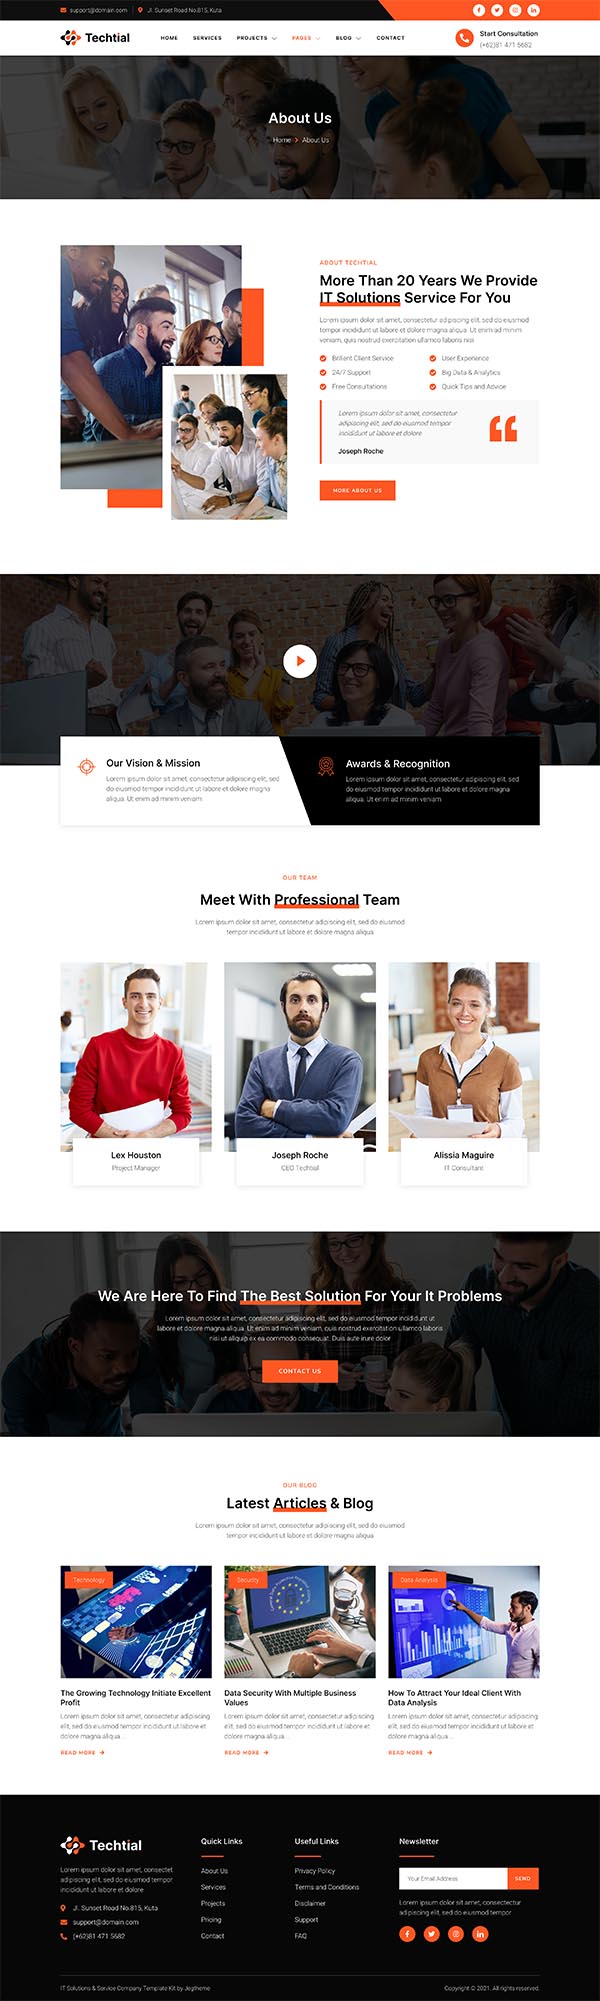 support@domain.com
Jl. Sunset Road No.815, Kuta
Techtial
HOME
SERVICES
PROJECTS
PAGES
BLOG
CONTACT
Start Consultation
(+62)81 471 5682
About Us
Home
About Us
ABOUT TECHTIAL
More Than 20 Years We Provide
IT Solutions Service For You
Lorem ipsum dolor sit amet, consectetur adipiscing elit, sed do eiusmod
tempor incididunt ut labore et dolore magna aliqua. Ut enim ad minim
veniam, quis nostrud exercitation ullamco laboris nisi
Brilient Client Service
User Experience
24/7 Support
Big Data & Analytics
Free Consultations
Quick Tips and Advice
Lorem ipsum dolor sit amet, consectetur
adipiscing elit, sed do eiusmod tempor
incididunt ut labore et dolore
Joseph Roche
MORE ABOUT US
Our Vision & Mission
Lorem ipsum dolor sit amet, consectetur adipiscing elit, sed
do eiusmod tempor incididunt ut labore et dolore magna
aliqua. Ut enim ad minim veniam
Awards & Recognition
Lorem ipsum dolor sit amet, consectetur adipiscing elit, sed
do eiusmod tempor incididunt ut labore et dolore magna
aliqua. Ut enim ad minim veniam
OUR TEAM
Meet With Professional Team
Lorem ipsum dolor sit amet, consectetur adipiscing elit, sed do eiusmod
tempor incididunt ut labore et dolore magna aliqua
Lex Houston
Project Manager
Joseph Roche
CEO Techtial
Alissia Maguire
IT Consultant
We Are Here To Find The Best Solution For Your It Problems
Lorem ipsum dolor sit amet, consectetur adipiscing elit, sed do eiusmod tempor incididunt ut
labore et dolore magna aliqua. Ut enim ad minim veniam, quis nostrud exercitation ullamco laboris
nisi ut aliquip ex ea commodo consequat. Duis aute irure dolor
CONTACT US
OUR BLOG
Latest Articles & Blog
Lorem ipsum dolor sit amet, consectetur adipiscing elit, sed do eiusmod
tempor incididunt ut labore et dolore magna aliqua
Technology
The Growing Technology Initiate Excellent
Profit
Lorem ipsum dolor sit amet, consectetur adipiscing
elit, sed do eiusmod tempor incididunt ut labore et
dolore magna aliqua...
READ MORE
Security
Data Security With Multiple Business
Values
Lorem ipsum dolor sit amet, consectetur adipiscing
elit, sed do eiusmod tempor incididunt ut labore et
dolore magna aliqua...
READ MORE
Data Analysis
How To Attract Your Ideal Client With
Data Analysis
Lorem ipsum dolor sit amet, consectetur adipiscing
elit, sed do eiusmod tempor incididunt ut labore et
dolore magna aliqua...
READ MORE
Techtial
Lorem ipsum dolor sit amet, consectet
adipiscing elit, sed do eiusmod tempor
incididunt ut labore et dolore
Jl. Sunset Road No.815, Kuta
support@domain.com
(+62)81 471 5682
Quick Links
About Us
Services
Projects
Pricing
Contact
Useful Links
Privacy Policy
Terms and Conditions
Disclaimer
Support
FAQ
Newsletter
Your Email Address
SEND
Lorem ipsum dolor sit amet, consectetur
adipiscing elit, sed do eiusmod tempor
IT Solutions & Service Company Template Kit by Jegtheme
Copyright © 2021. All rights reserved.